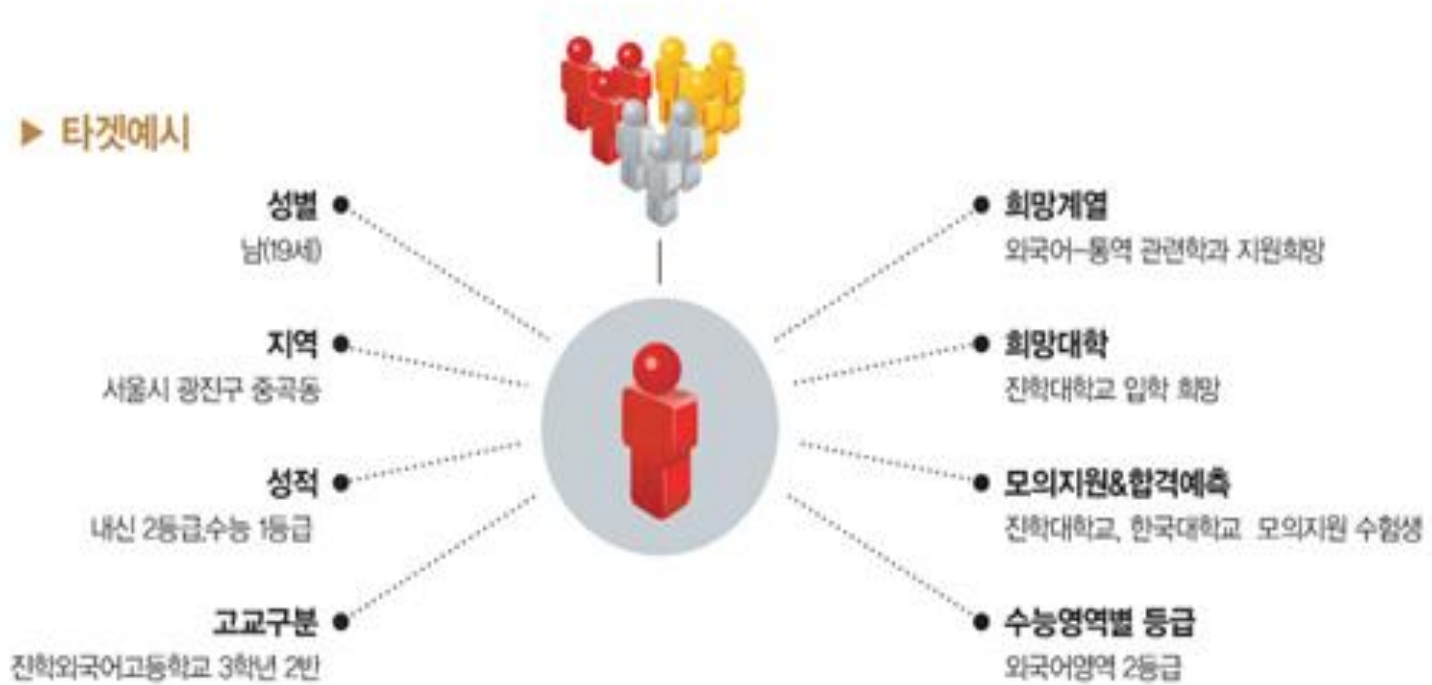 ▶ 타겟예시
성별
남(19세)
지역
서울시 광진구 중곡동
성적
내신 2등급,수능 1등급
고교구분
진학외국어고등학교 3학년 2반
희망계열
외국어-통역 관련학과 지원희망
희망대학
진학대학교 입학 희망
모의지원&합격예측
진학대학교, 한국대학교 모의지원 수험생
수능영역별 등급
외국어영역 2등급